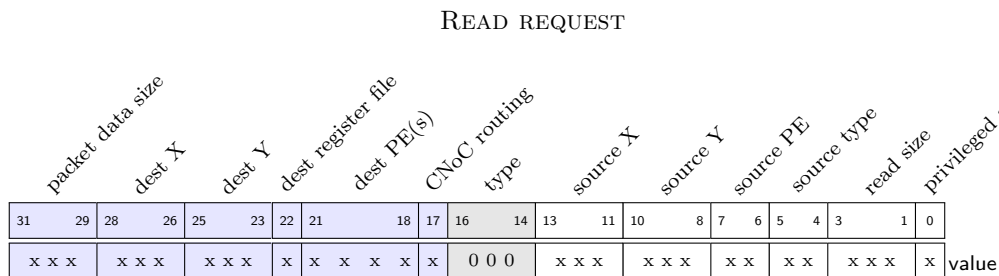 READ REQUEST
packet data size dest X dest Y dest register file dest PE(s) CNoC routing type source X source Y source PE source type read size privileged
31 29 28 26 25 23 22 21 18 17 16 14 13 11 10 8 7 6 5 4 3 1 0
x x x x x x x x x x x x x x x 0 0 0 x x x x x x x x x x x x x x value